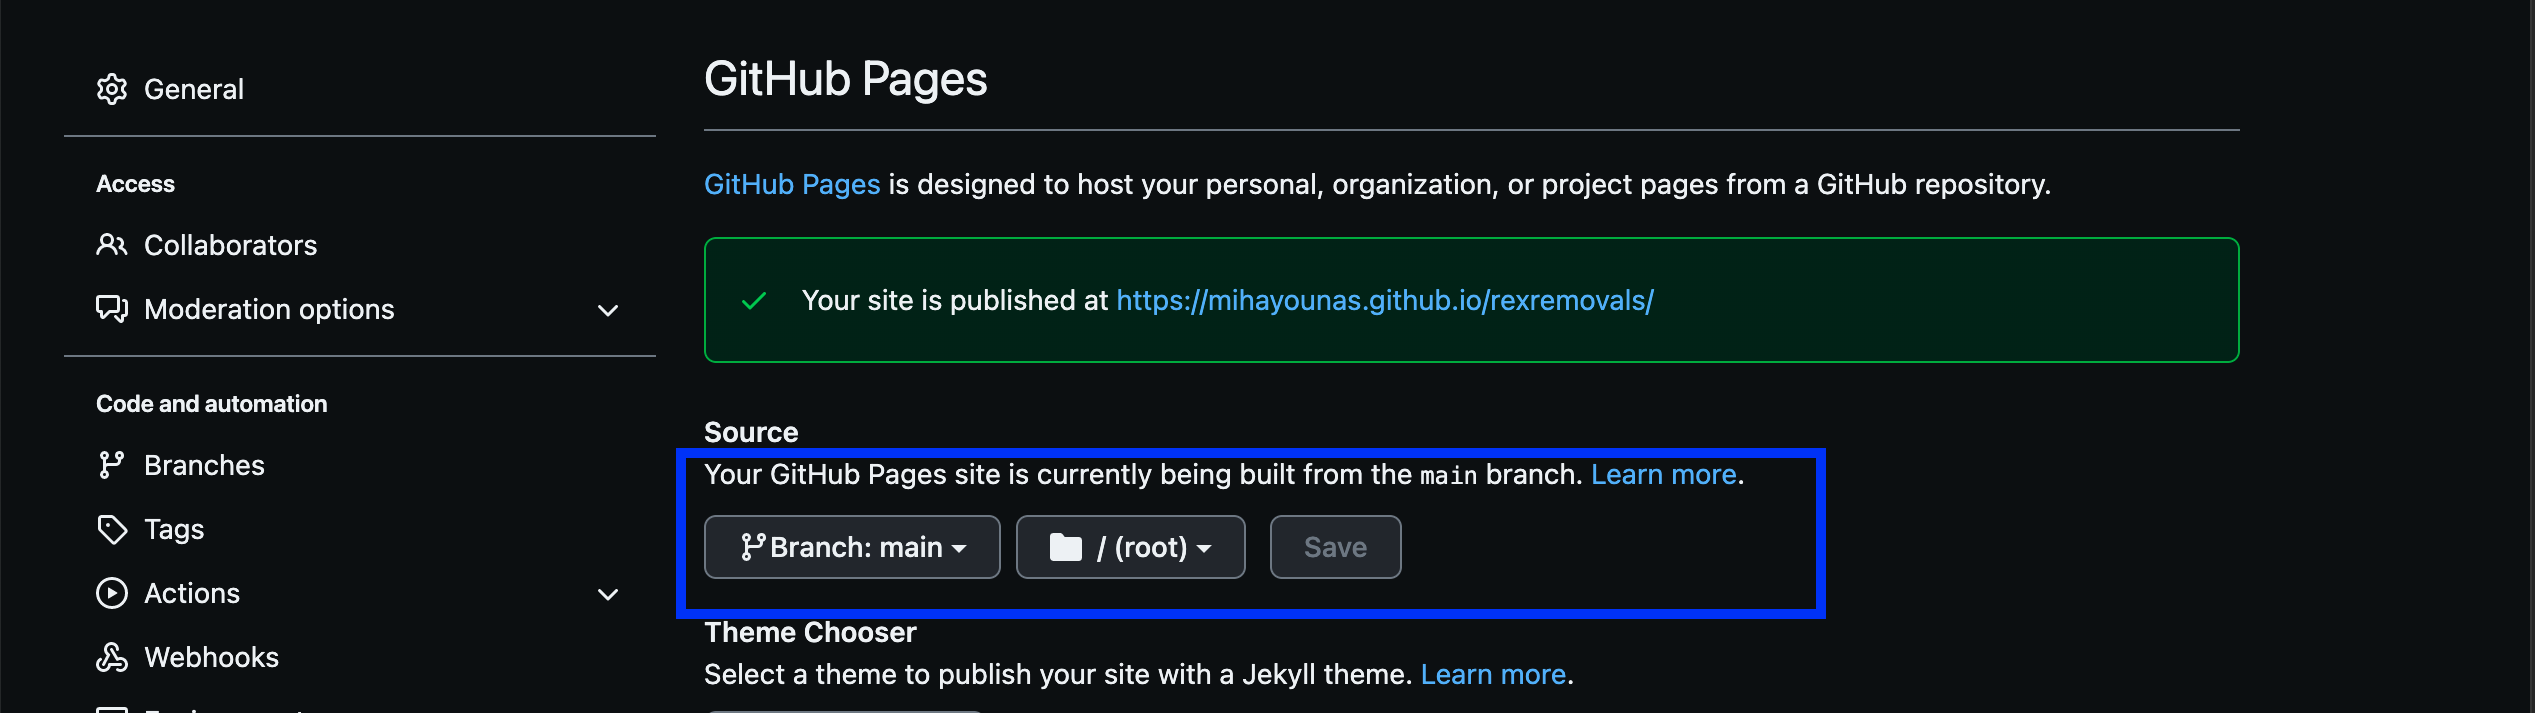 General
Access
Collaborators
Moderation options
Code and automation
Branches
Tags
Actions
Webhooks
GitHub Pages
GitHub Pages is designed to host your personal, organization, or project pages from a GitHub repository.
Your site is published at https://mihayounas.github.io/rexremovals/
Source
Your GitHub Pages site is currently being built from the main branch. Learn more.
Branch: main
/ (root)
Save
Theme Chooser
Select a theme to publish your site with a Jekyll theme. Learn more.